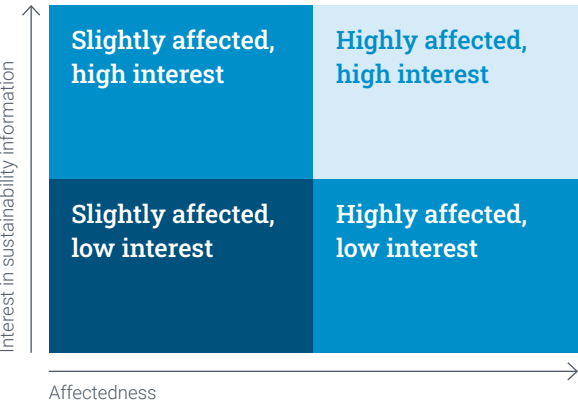 Interest in sustainability information
Slightly affected,
high interest
Highly affected,
high interest
Slightly affected,
low interest
Highly affected,
low interest
Affectedness